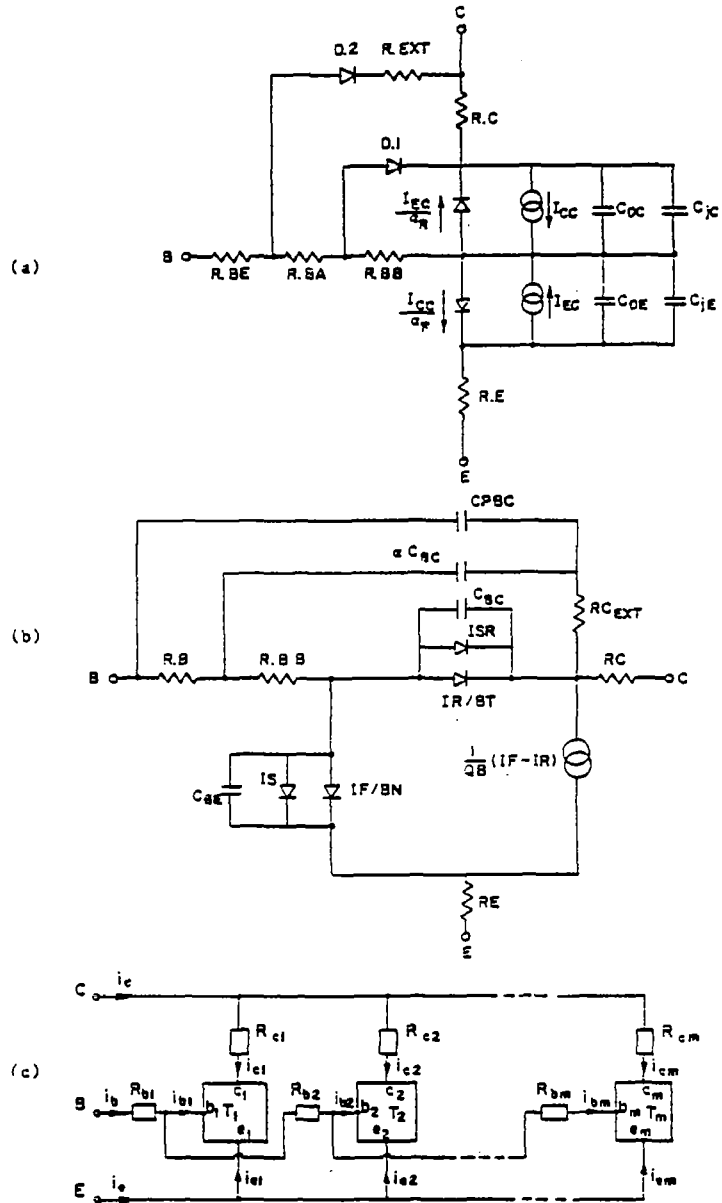 C
D.2 R.EXT
R.C
D.1
I_EC/α_R I_CC C_DC C_jC
(a) B R.BE R.BA R.BB
I_CC/α_F I_EC C_DE C_jE
R.E
E
CPBC
α C_BC
C_BC RC_EXT
(b) ISR
B R.B R.B B RC C
IR/BT
1/QB (IF-IR)
C_BE IS IF/BN
RE
E
C i_c
R_c1 R_c2 R_cm
(c) i_c1 i_c2 i_cm
B i_b R_b1 i_b1 b_1 T_1 c_1 e_1 R_b2 i_b2 b_2 T_2 c_2 e_2 R_bm i_bm b_m T_m c_m e_m
E i_e i_e1 i_e2 i_em